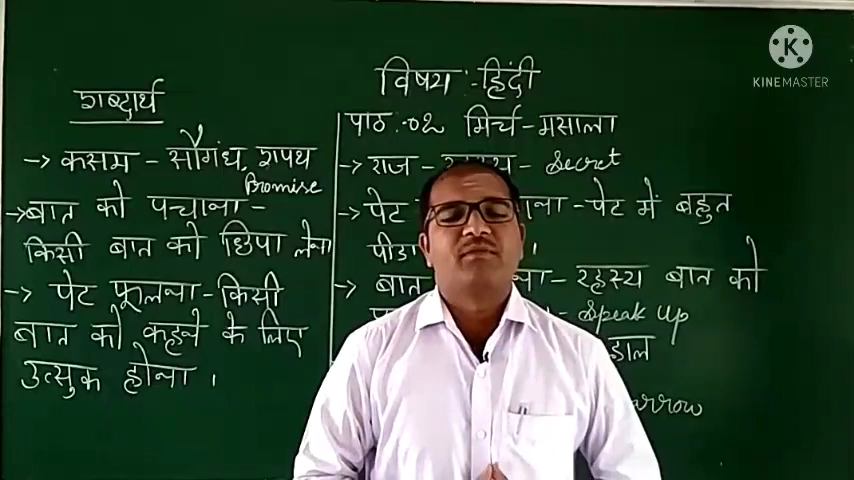 विषय :- हिंदी
शब्दार्थ
-> कसम - सौगंध, शपथ
Promise
-> बात को पचाना -
किसी बात को छिपा लेना
-> पेट फूलना - किसी
बात को कहने के लिए
उत्सुक होना ।
पाठ :- 02 मिर्च - मसाला
-> राज - Secret
-> पेट - पेट में बहुत
पीडा ।
-> बात - रहस्य बात को
- Speak up
KINEMASTER